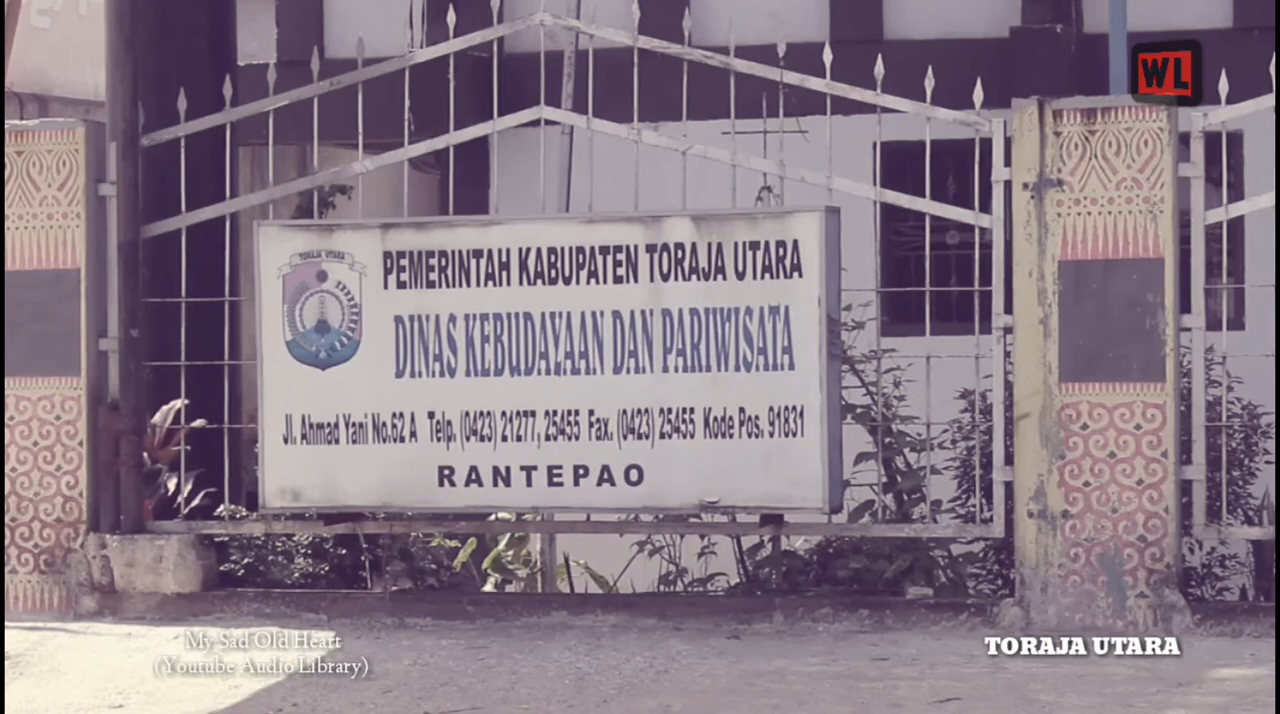 WL
TORAJA UTARA
PEMERINTAH KABUPATEN TORAJA UTARA
DINAS KEBUDAYAAN DAN PARIWISATA
Jl. Ahmad Yani No.62 A Telp. (0423) 21277, 25455 Fax. (0423) 25455 Kode Pos. 91831
RANTEPAO
My Sad Old Heart
(Youtube Audio Library)
TORAJA UTARA